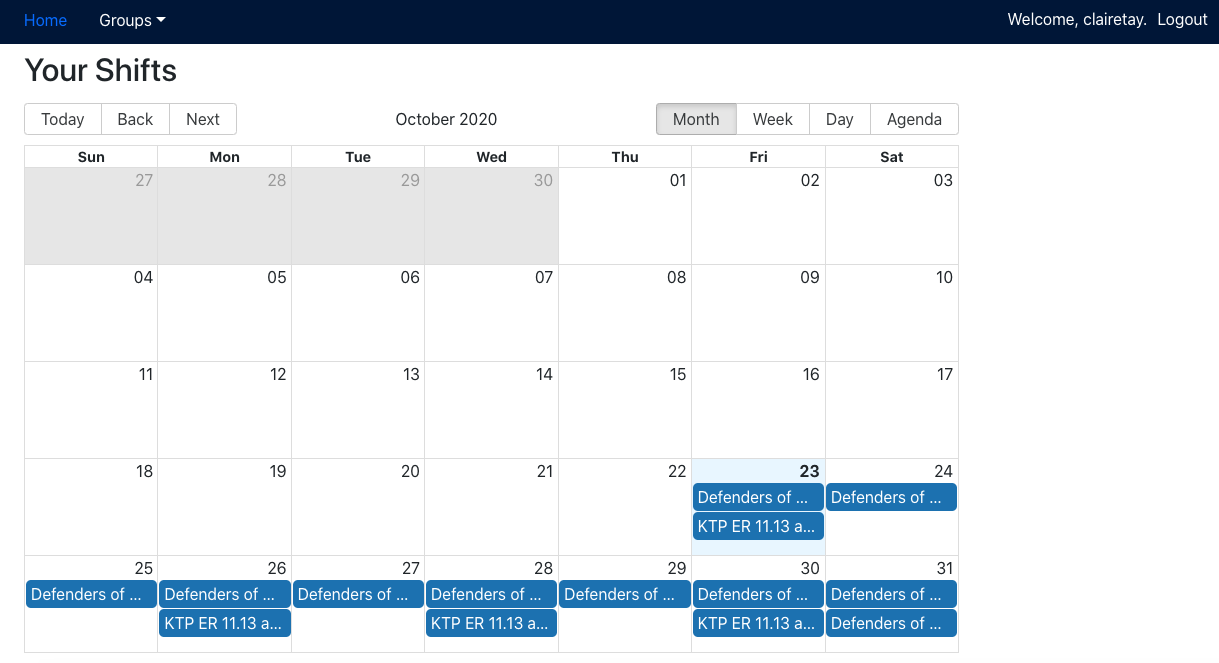 Home Groups Welcome, clairetay. Logout
Your Shifts
Today Back Next October 2020 Month Week Day Agenda
Sun Mon Tue Wed Thu Fri Sat
27 28 29 30 01 02 03
04 05 06 07 08 09 10
11 12 13 14 15 16 17
18 19 20 21 22 23 24
Defenders of ... Defenders of ...
KTP ER 11.13 a...
25 26 27 28 29 30 31
Defenders of ... Defenders of ... Defenders of ... Defenders of ... Defenders of ... Defenders of ... Defenders of ...
KTP ER 11.13 a... KTP ER 11.13 a... KTP ER 11.13 a... Defenders of ...